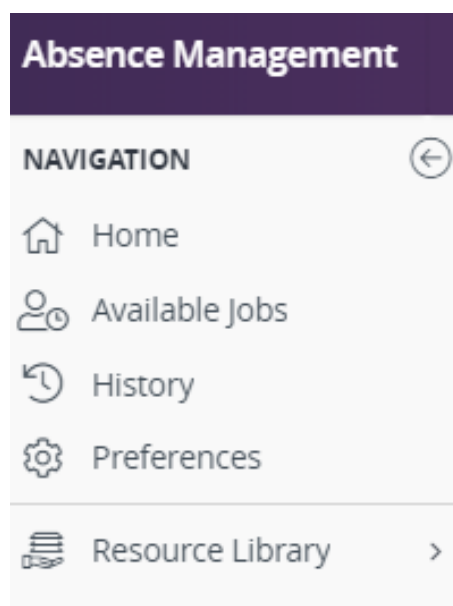 Absence Management
NAVIGATION
Home
Available Jobs
History
Preferences
Resource Library